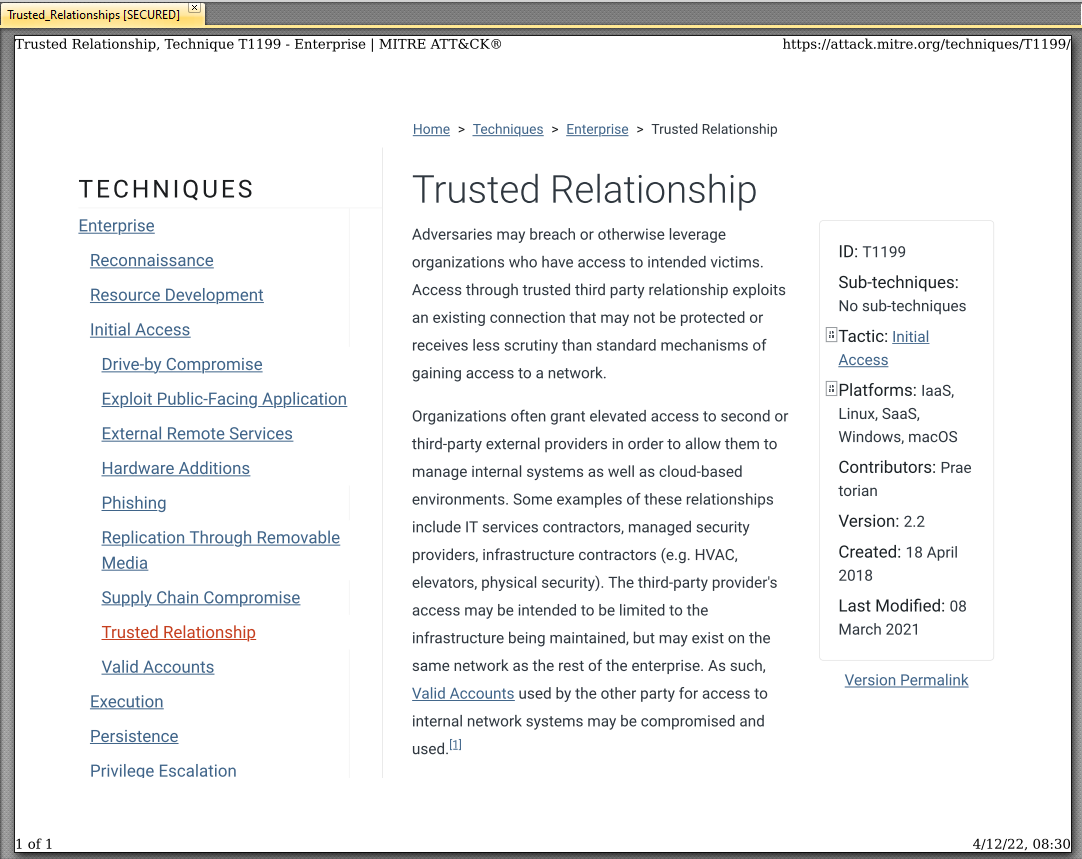 Trusted_Relationships [SECURED]
Trusted Relationship, Technique T1199 - Enterprise | MITRE ATT&CK®
https://attack.mitre.org/techniques/T1199/
Home > Techniques > Enterprise > Trusted Relationship
TECHNIQUES
Enterprise
Reconnaissance
Resource Development
Initial Access
Drive-by Compromise
Exploit Public-Facing Application
External Remote Services
Hardware Additions
Phishing
Replication Through Removable
Media
Supply Chain Compromise
Trusted Relationship
Valid Accounts
Execution
Persistence
Privilege Escalation
Trusted Relationship
Adversaries may breach or otherwise leverage
organizations who have access to intended victims.
Access through trusted third party relationship exploits
an existing connection that may not be protected or
receives less scrutiny than standard mechanisms of
gaining access to a network.
Organizations often grant elevated access to second or
third-party external providers in order to allow them to
manage internal systems as well as cloud-based
environments. Some examples of these relationships
include IT services contractors, managed security
providers, infrastructure contractors (e.g. HVAC,
elevators, physical security). The third-party provider's
access may be intended to be limited to the
infrastructure being maintained, but may exist on the
same network as the rest of the enterprise. As such,
Valid Accounts used by the other party for access to
internal network systems may be compromised and
used.[1]
ID: T1199
Sub-techniques:
No sub-techniques
Tactic: Initial
Access
Platforms: IaaS,
Linux, SaaS,
Windows, macOS
Contributors: Prae
torian
Version: 2.2
Created: 18 April
2018
Last Modified: 08
March 2021
Version Permalink
1 of 1
4/12/22, 08:30